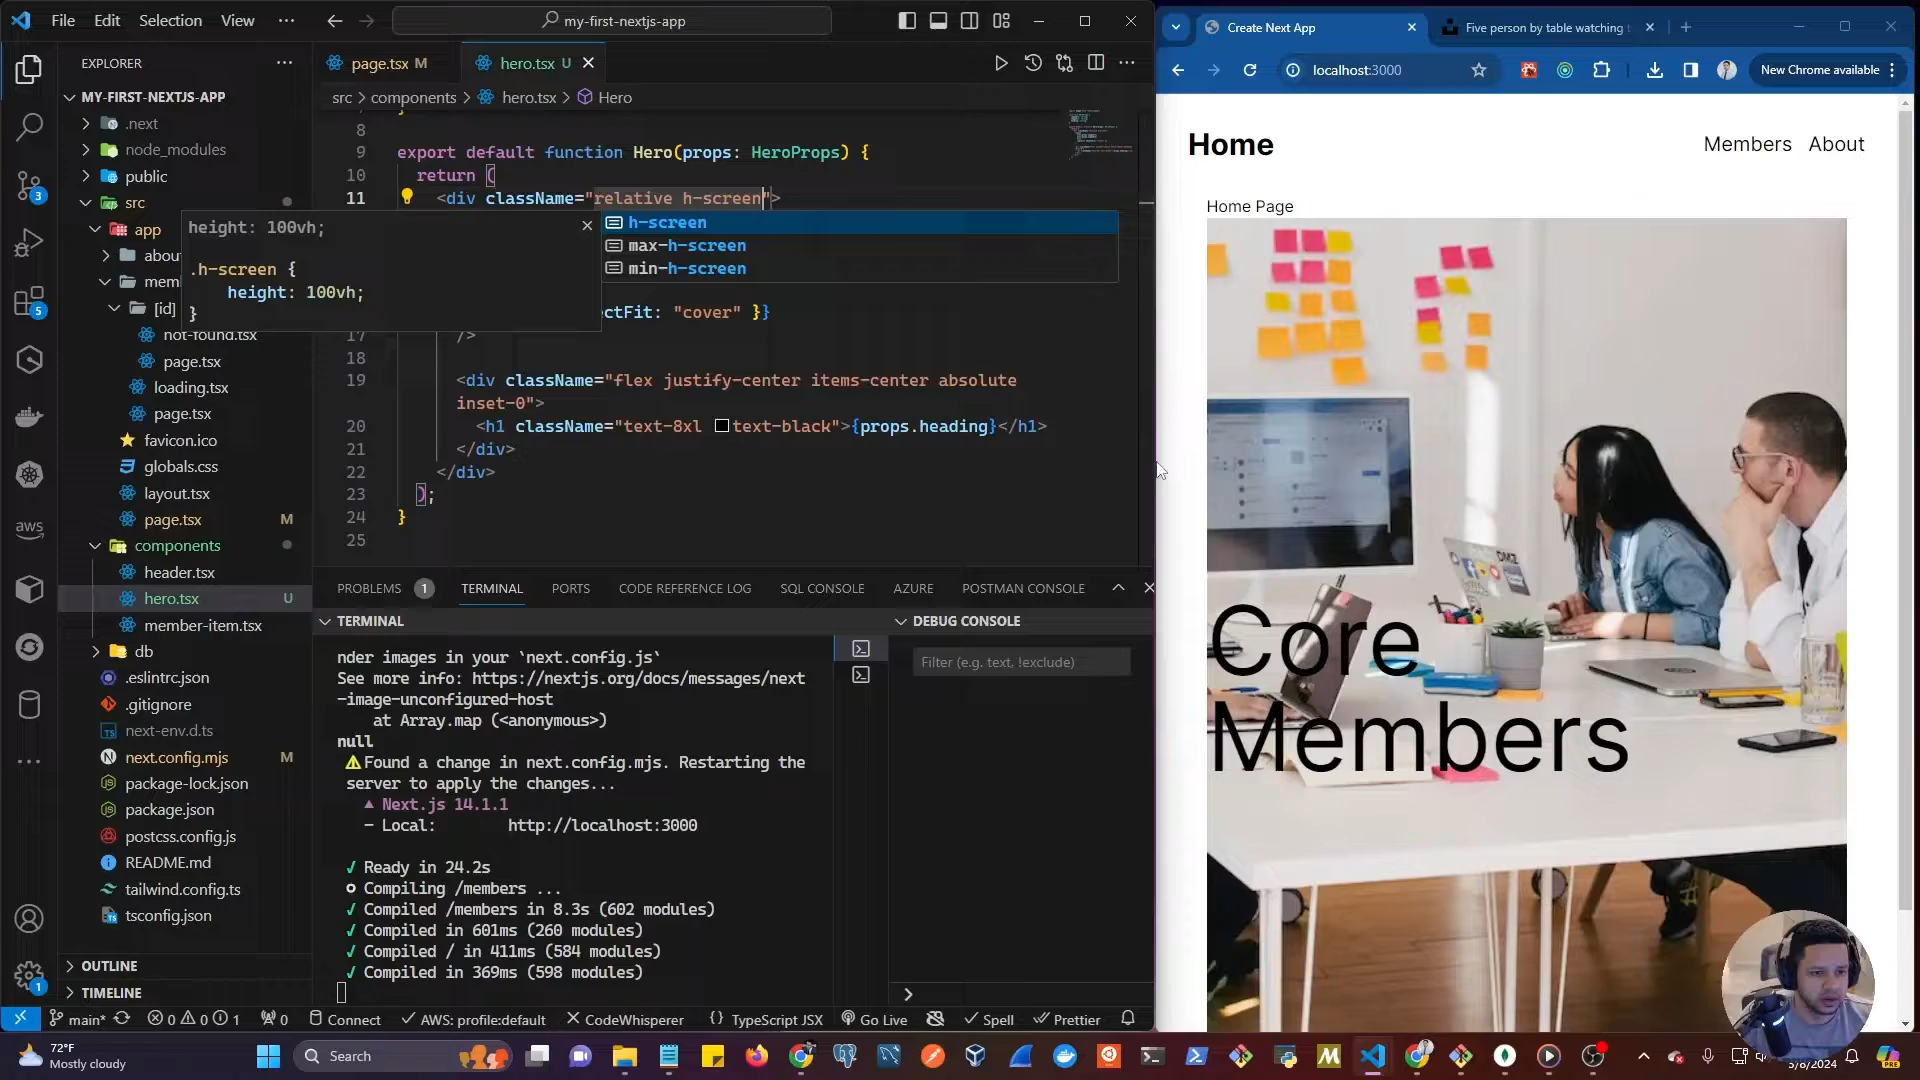 File Edit Selection View ··· my-first-nextjs-app
EXPLORER ···
MY-FIRST-NEXTJS-APP
.next
node_modules
public
src
app
abou
mem
[id]
not-found.tsx
page.tsx
loading.tsx
page.tsx
favicon.ico
globals.css
layout.tsx
page.tsx M
components
header.tsx
hero.tsx U
member-item.tsx
db
.eslintrc.json
.gitignore
next-env.d.ts
next.config.mjs M
package-lock.json
package.json
postcss.config.js
README.md
tailwind.config.ts
tsconfig.json
OUTLINE
TIMELINE
3
5
aws
1
page.tsx M hero.tsx U
src > components > hero.tsx > Hero
8
9 export default function Hero(props: HeroProps) {
10 return (
11 <div className="relative h-screen">
height: 100vh;
.h-screen {
height: 100vh;
}
h-screen
max-h-screen
min-h-screen
ectFit: "cover" }}
17 />
18
19 <div className="flex justify-center items-center absolute
inset-0">
20 <h1 className="text-8xl text-black">{props.heading}</h1>
21 </div>
22 </div>
23 );
24 }
25
PROBLEMS 1 TERMINAL PORTS CODE REFERENCE LOG SQL CONSOLE AZURE POSTMAN CONSOLE
TERMINAL
nder images in your `next.config.js`
See more info: https://nextjs.org/docs/messages/next
-image-unconfigured-host
at Array.map (<anonymous>)
null
⚠Found a change in next.config.mjs. Restarting the
server to apply the changes...
▲ Next.js 14.1.1
- Local: http://localhost:3000
✓ Ready in 24.2s
○ Compiling /members ...
✓ Compiled /members in 8.3s (602 modules)
✓ Compiled in 601ms (260 modules)
✓ Compiled / in 411ms (584 modules)
✓ Compiled in 369ms (598 modules)
DEBUG CONSOLE
Filter (e.g. text, !exclude)
main* 0 0 1 0 Connect AWS: profile:default CodeWhisperer {} TypeScript JSX Go Live Spell Prettier
Create Next App Five person by table watching
localhost:3000 New Chrome available
Home Members About
Home Page
Core
Members
72°F
Mostly cloudy
Search
5/8/2024
PRE